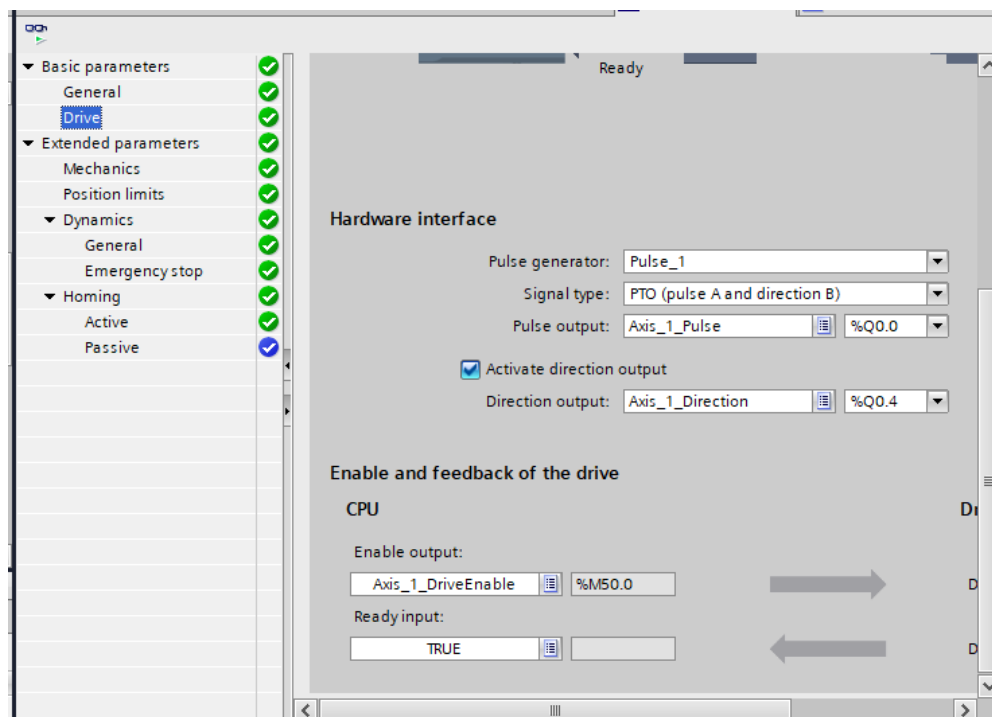 Basic parameters
General
Drive
Extended parameters
Mechanics
Position limits
Dynamics
General
Emergency stop
Homing
Active
Passive
Ready
Hardware interface
Pulse generator: Pulse_1
Signal type: PTO (pulse A and direction B)
Pulse output: Axis_1_Pulse %Q0.0
Activate direction output
Direction output: Axis_1_Direction %Q0.4
Enable and feedback of the drive
CPU
Enable output:
Axis_1_DriveEnable %M50.0
Ready input:
TRUE